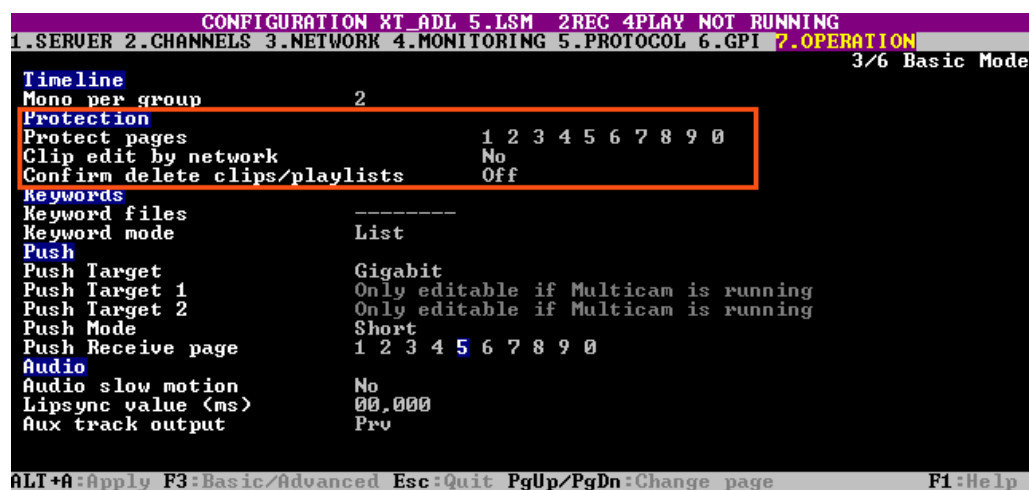 CONFIGURATION XT_ADL 5.LSM 2REC 4PLAY NOT RUNNING
1.SERVER 2.CHANNELS 3.NETWORK 4.MONITORING 5.PROTOCOL 6.GPI 7.OPERATION
3/6 Basic Mode
Timeline
Mono per group 2
Protection
Protect pages 1 2 3 4 5 6 7 8 9 0
Clip edit by network No
Confirm delete clips/playlists Off
Keywords
Keyword files --------
Keyword mode List
Push
Push Target Gigabit
Push Target 1 Only editable if Multicam is running
Push Target 2 Only editable if Multicam is running
Push Mode Short
Push Receive page 1 2 3 4 5 6 7 8 9 0
Audio
Audio slow motion No
Lipsync value (ms) 00,000
Aux track output Prv
ALT+A:Apply F3:Basic/Advanced Esc:Quit PgUp/PgDn:Change page F1:Help